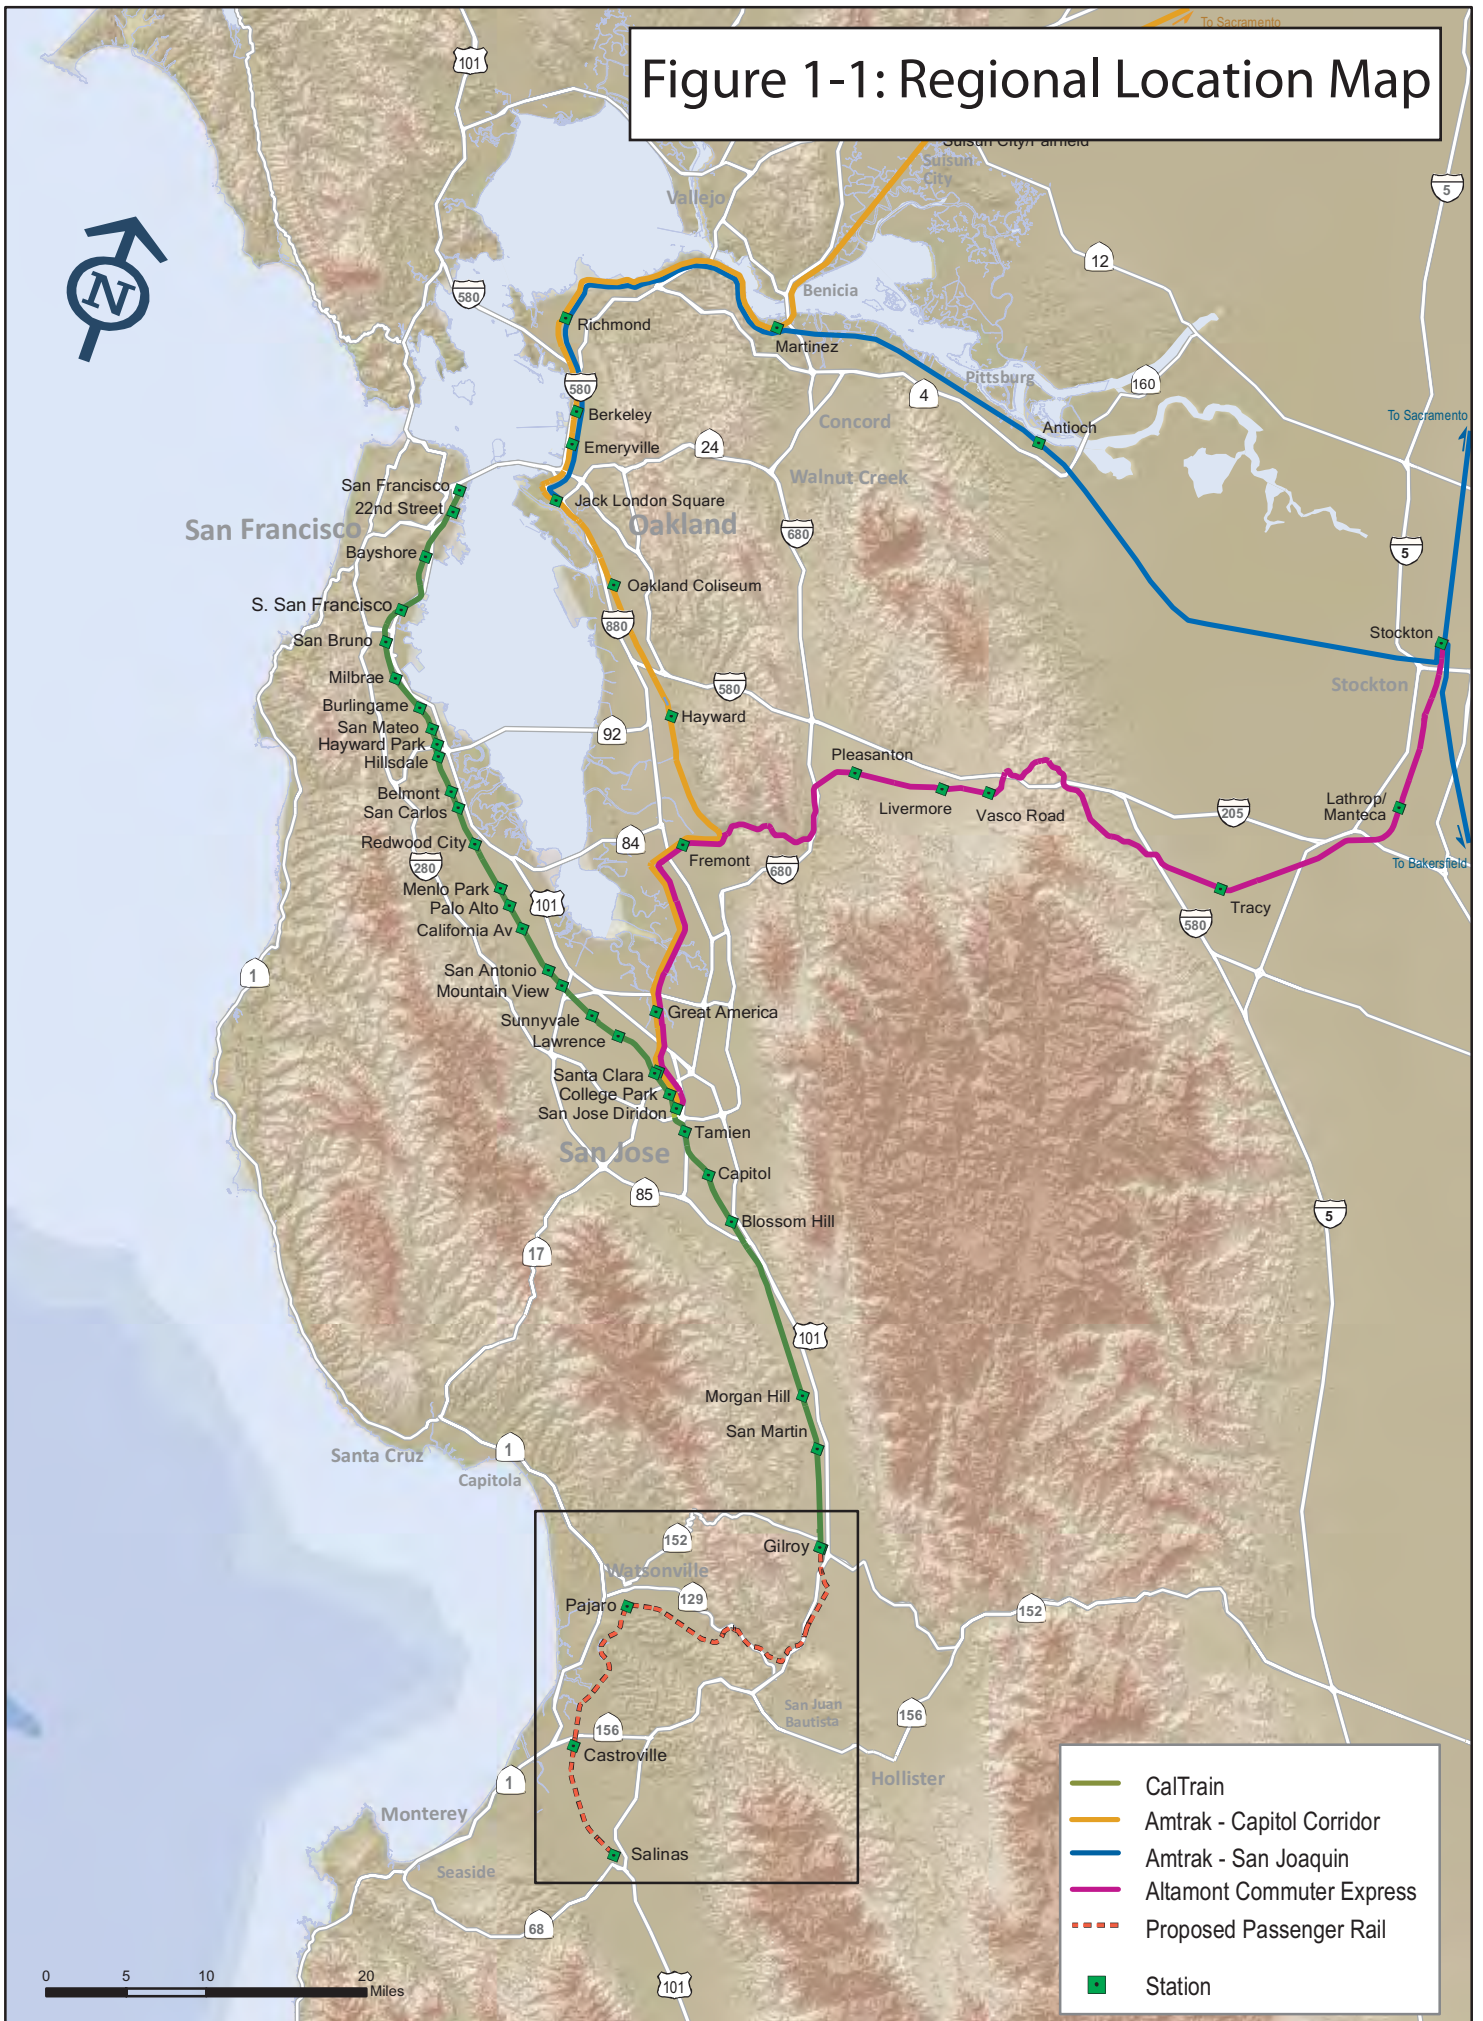 To Sacramento
Figure 1-1: Regional Location Map
101
Suisun City/Fairfield
Suisun
City
5
Vallejo
N
12
580
Benicia
Richmond
Martinez
580
Pittsburg
160
4
Berkeley
To Sacramento
Concord
Antioch
Emeryville
24
Walnut Creek
San Francisco
Jack London Square
22nd Street
San Francisco
Oakland
680
Bayshore
5
Oakland Coliseum
S. San Francisco
880
San Bruno
Stockton
Milbrae
580
Stockton
Burlingame
Hayward
San Mateo
92
Hayward Park
Hillsdale
Pleasanton
Belmont
Livermore
Vasco Road
205
Lathrop/
Manteca
San Carlos
Redwood City
84
Fremont
680
280
To Bakersfield
Menlo Park
101
Palo Alto
Tracy
580
California Av
1
San Antonio
Mountain View
Great America
Sunnyvale
Lawrence
Santa Clara
College Park
San Jose Diridon
Tamien
San Jose
Capitol
85
5
Blossom Hill
17
101
Morgan Hill
San Martin
1
Santa Cruz
Capitola
152
Gilroy
Watsonville
129
Pajaro
152
San Juan
Bautista
156
156
Castroville
1
Hollister
Monterey
Salinas
Seaside
68
101
0 5 10 20
Miles
CalTrain
Amtrak - Capitol Corridor
Amtrak - San Joaquin
Altamont Commuter Express
Proposed Passenger Rail
Station